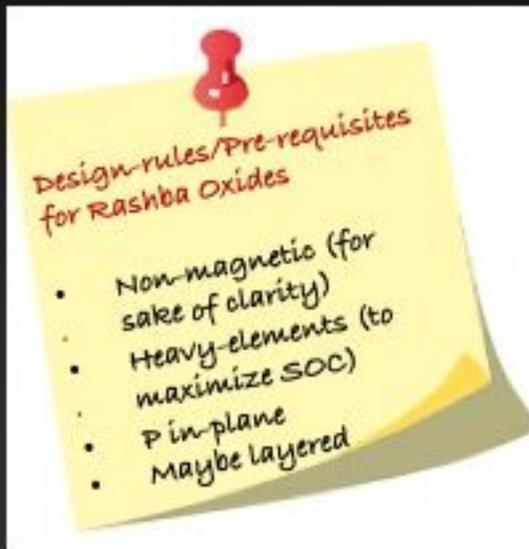 Design-rules/Pre-requisites
for Rashba Oxides
• Non-magnetic (for
sake of clarity)
• Heavy-elements (to
maximize SOC)
• P in-plane
• Maybe layered